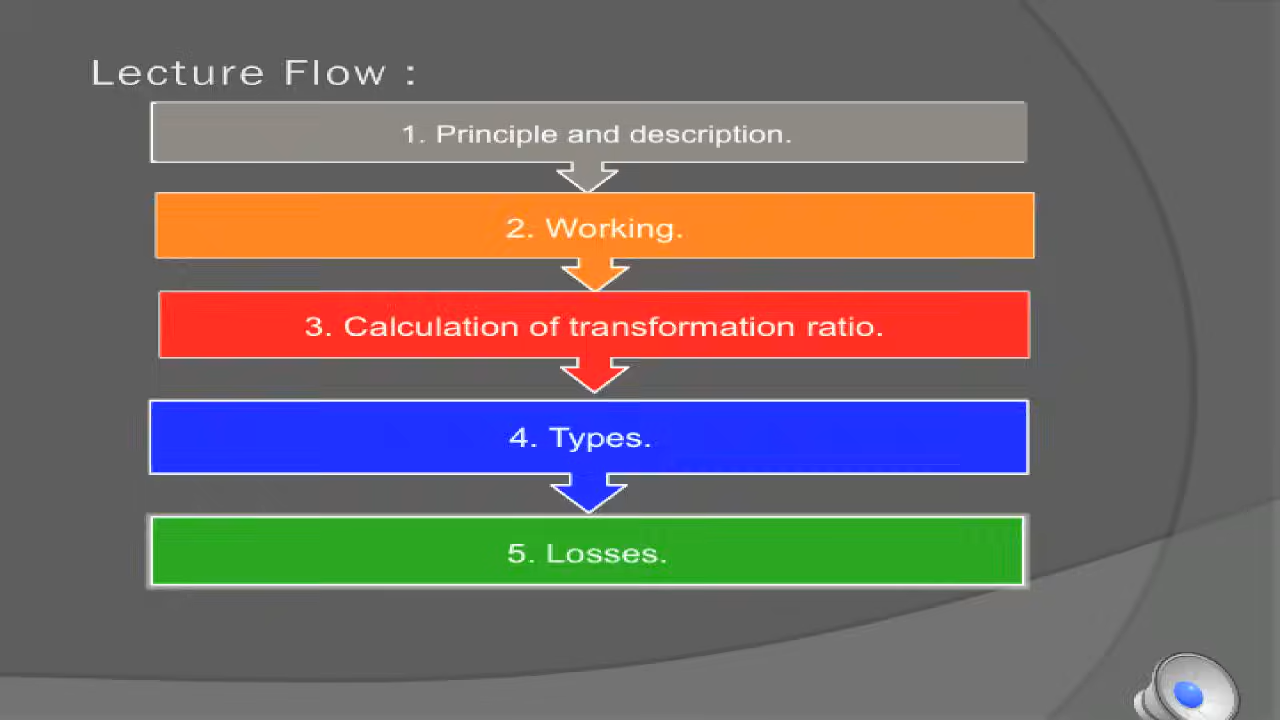 Lecture Flow :
1. Principle and description.
2. Working.
3. Calculation of transformation ratio.
4. Types.
5. Losses.